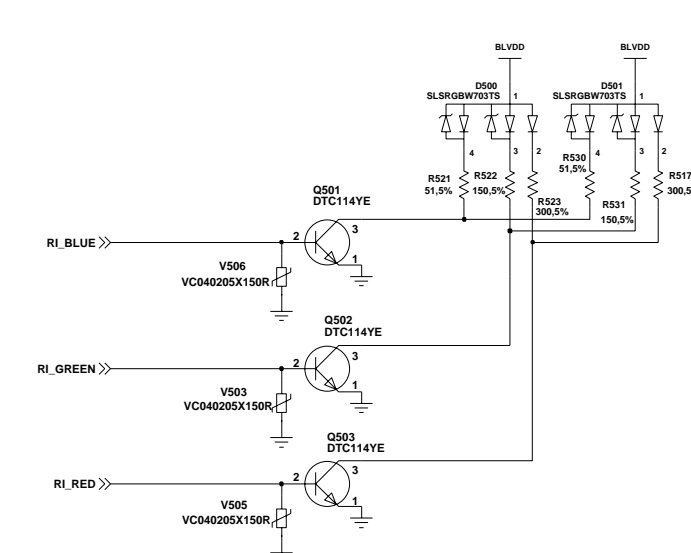 BLVDD
BLVDD
D500
SLSRGBW703TS
1
D501
SLSRGBW703TS
1
4
3
2
4
3
2
R521
51,5%
R522
150,5%
R523
300,5%
R530
51,5%
R531
150,5%
R517
300,5
Q501
DTC114YE
3
2
1
RI_BLUE
V506
VC040205X150R
Q502
DTC114YE
3
2
1
RI_GREEN
V503
VC040205X150R
Q503
DTC114YE
3
2
1
RI_RED
V505
VC040205X150R